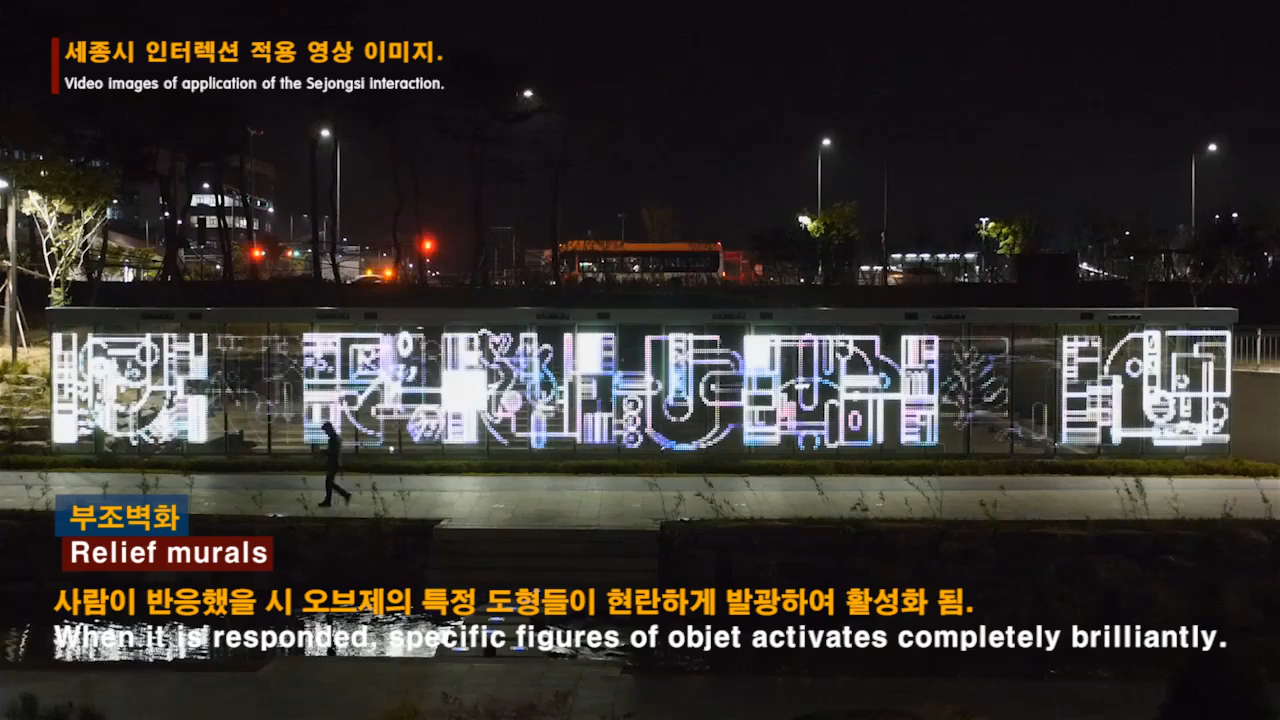 세종시 인터렉션 적용 영상 이미지.
Video images of application of the Sejongsi interaction.
부조벽화
Relief murals
사람이 반응했을 시 오브제의 특정 도형들이 현란하게 발광하여 활성화 됨.
When it is responded, specific figures of objet activates completely brilliantly.